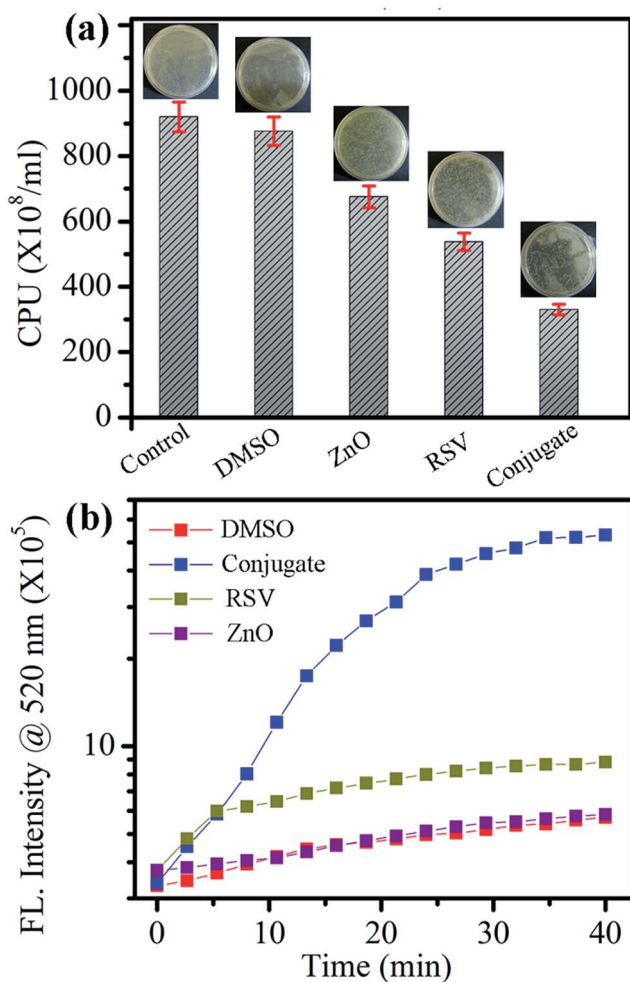 (a)
CPU (X10⁸/ml)
1000
800
600
400
200
0
Control
DMSO
ZnO
RSV
Conjugate
(b)
DMSO
Conjugate
RSV
ZnO
FL. Intensity @ 520 nm (X10⁵)
10
0 10 20 30 40
Time (min)